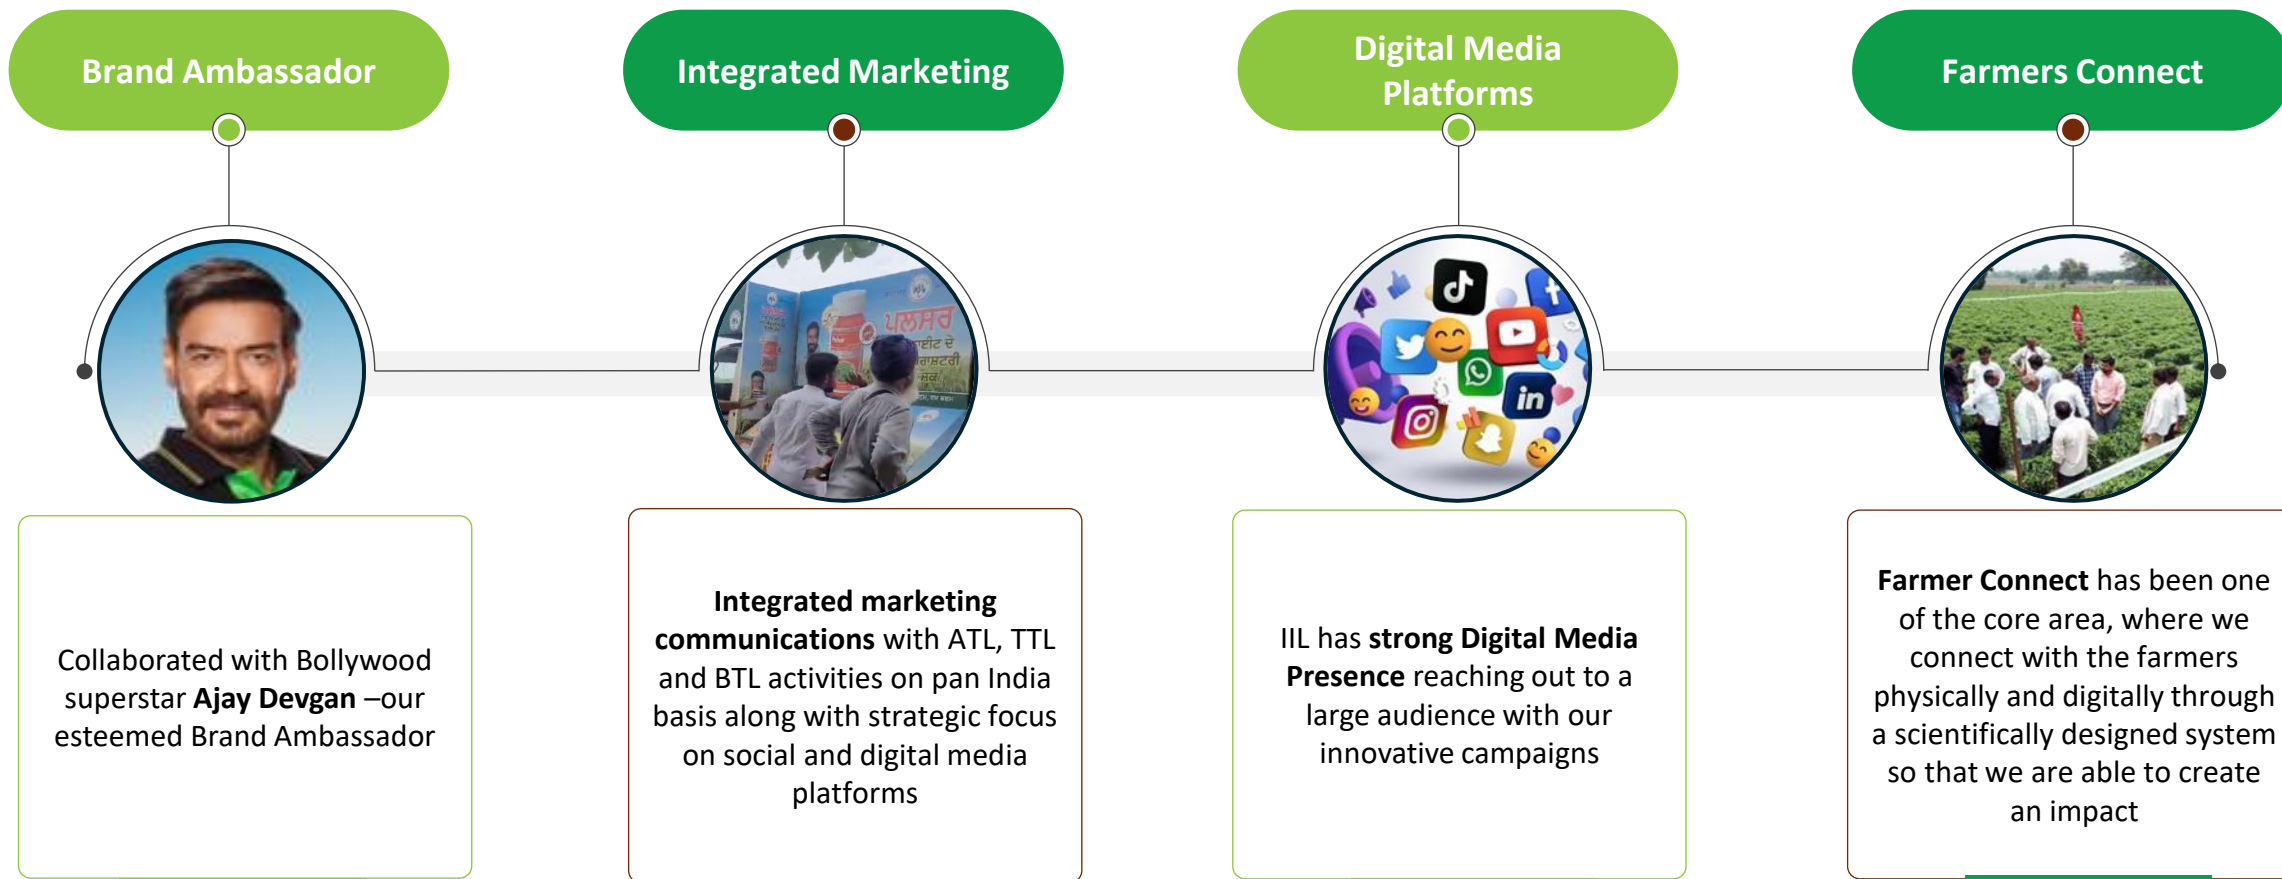 Brand Ambassador
Integrated Marketing
Digital Media
Platforms
Farmers Connect
ਪਲਸਰ
in
Collaborated with Bollywood
superstar Ajay Devgan –our
esteemed Brand Ambassador
Integrated marketing
communications with ATL, TTL
and BTL activities on pan India
basis along with strategic focus
on social and digital media
platforms
IIL has strong Digital Media
Presence reaching out to a
large audience with our
innovative campaigns
Farmer Connect has been one
of the core area, where we
connect with the farmers
physically and digitally through
a scientifically designed system
so that we are able to create
an impact